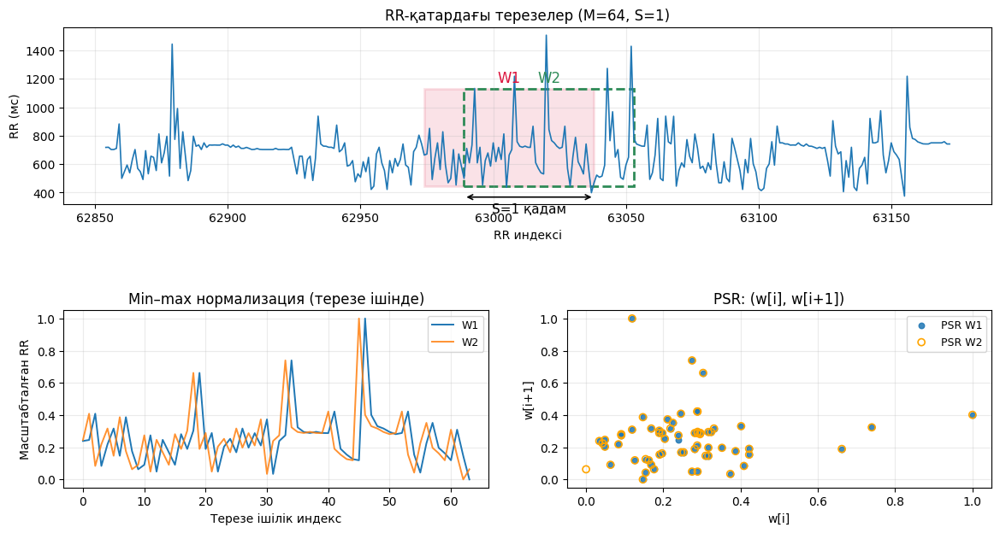 RR-қатардағы терезелер (M=64, S=1)
RR (мс)
1400
1200
1000
800
600
400
W1
W2
S=1 қадам
62850
62900
62950
63000
63050
63100
63150
RR индексі
Min–max нормализация (терезе ішінде)
Масштабталған RR
1.0
0.8
0.6
0.4
0.2
0.0
W1
W2
0
10
20
30
40
50
60
Терезе ішілік индекс
PSR: (w[i], w[i+1])
w[i+1]
1.0
0.8
0.6
0.4
0.2
0.0
PSR W1
PSR W2
0.0
0.2
0.4
0.6
0.8
1.0
w[i]